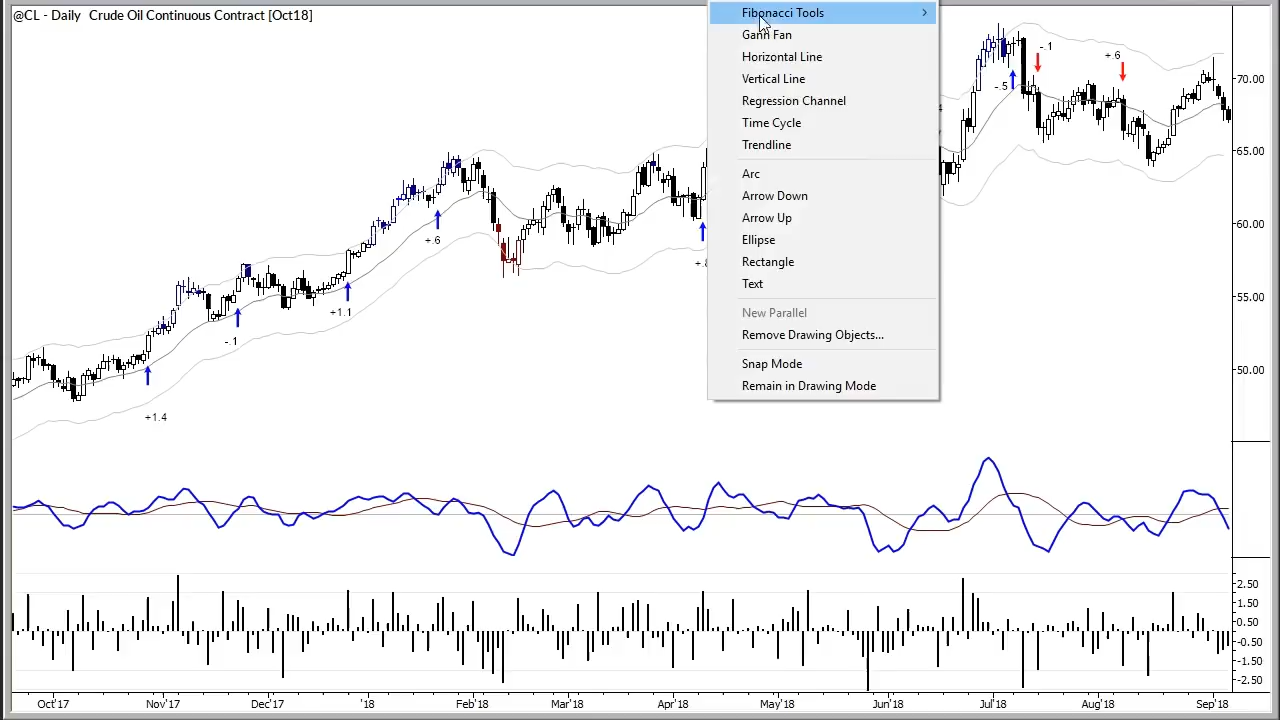 @CL - Daily  Crude Oil Continuous Contract [Oct18]
Fibonacci Tools
Gann Fan
Horizontal Line
Vertical Line
Regression Channel
Time Cycle
Trendline
Arc
Arrow Down
Arrow Up
Ellipse
Rectangle
Text
New Parallel
Remove Drawing Objects...
Snap Mode
Remain in Drawing Mode
-.1
+.6
-.5
+.6
+1.1
-.1
+1.4
70.00
65.00
60.00
55.00
50.00
2.50
1.50
0.50
-0.50
-1.50
-2.50
Oct'17 Nov'17 Dec'17 '18 Feb'18 Mar'18 Apr'18 May'18 Jun'18 Jul'18 Aug'18 Sep'18